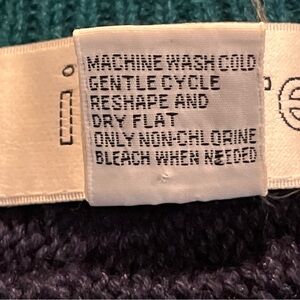 MACHINE WASH COLD
GENTLE CYCLE
RESHAPE AND
DRY FLAT
ONLY NON-CHLORINE
BLEACH WHEN NEEDED